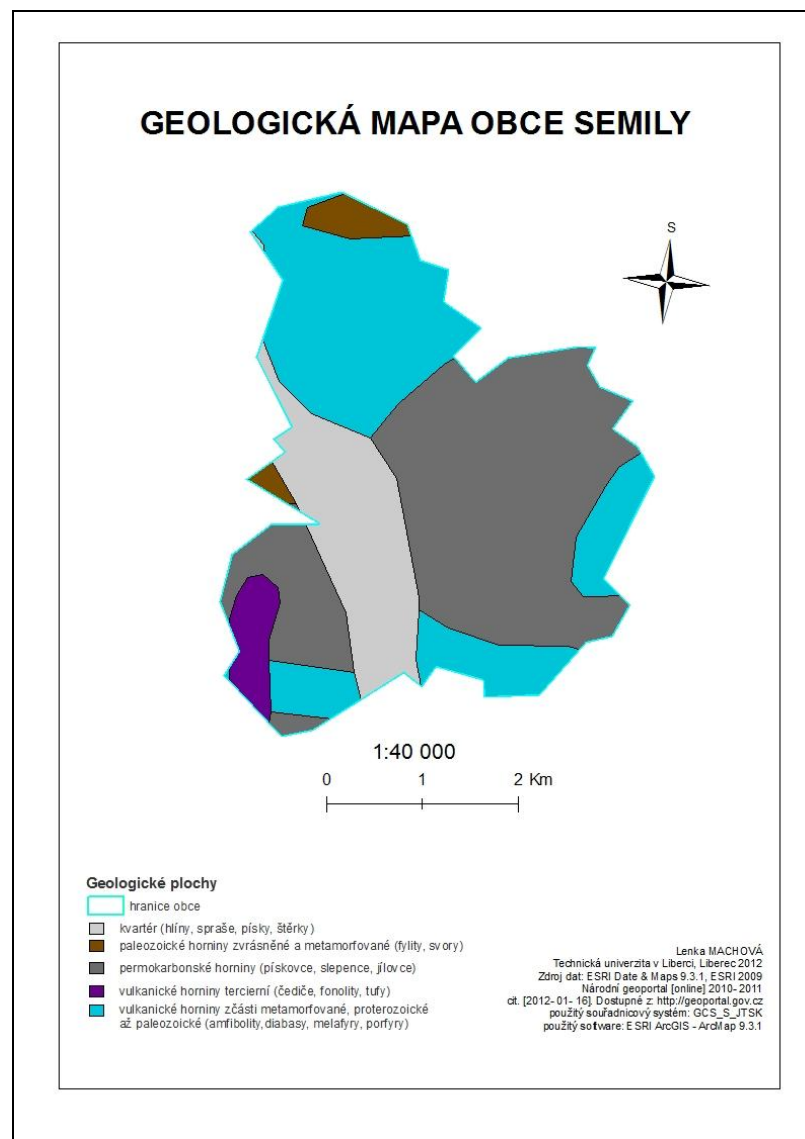 GEOLOGICKÁ MAPA OBCE SEMILY
S
1:40 000
0 1 2 Km
Geologické plochy
hranice obce
kvartér (hlíny, spraše, písky, štěrky)
paleozoické horniny zvrásněné a metamorfované (fylity, svory)
permokarbonské horniny (pískovce, slepence, jílovce)
vulkanické horniny tercierní (čediče, fonolity, tufy)
vulkanické horniny zčásti metamorfované, proterozoické
až paleozoické (amfibolity, diabasy, melafyry, porfyry)
Lenka MACHOVÁ
Technická univerzita v Liberci, Liberec 2012
Zdroj dat: ESRI Date & Maps 9.3.1, ESRI 2009
Národní geoportal [online] 2010-2011
cit. [2012-01-16]. Dostupné z: http://geoportal.gov.cz
použitý souřadnicový systém: GCS_S_JTSK
použitý software: ESRI ArcGIS - ArcMap 9.3.1